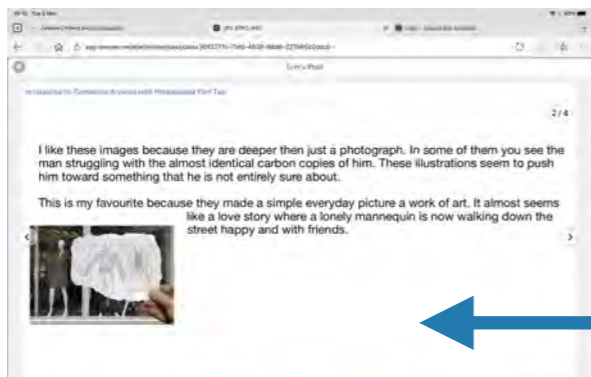 2/4
I like these images because they are deeper then just a photograph. In some of them you see the
man struggling with the almost identical carbon copies of him. These illustrations seem to push
him toward something that he is not entirely sure about.
This is my favourite because they made a simple everyday picture a work of art. It almost seems
like a love story where a lonely mannequin is now walking down the
street happy and with friends.